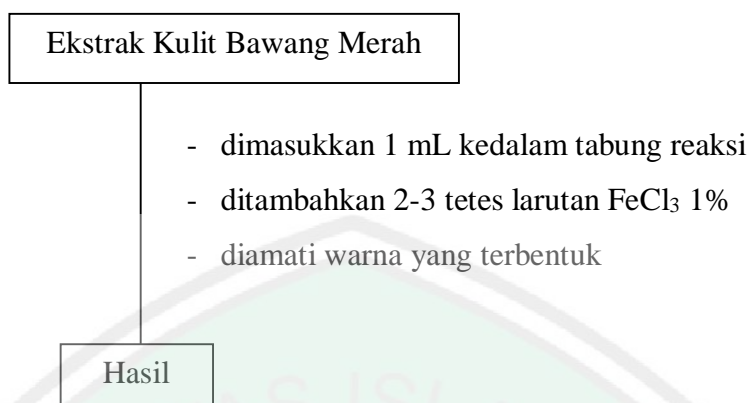 Ekstrak Kulit Bawang Merah
- dimasukkan 1 mL kedalam tabung reaksi
- ditambahkan 2-3 tetes larutan FeCl₃ 1%
- diamati warna yang terbentuk
Hasil